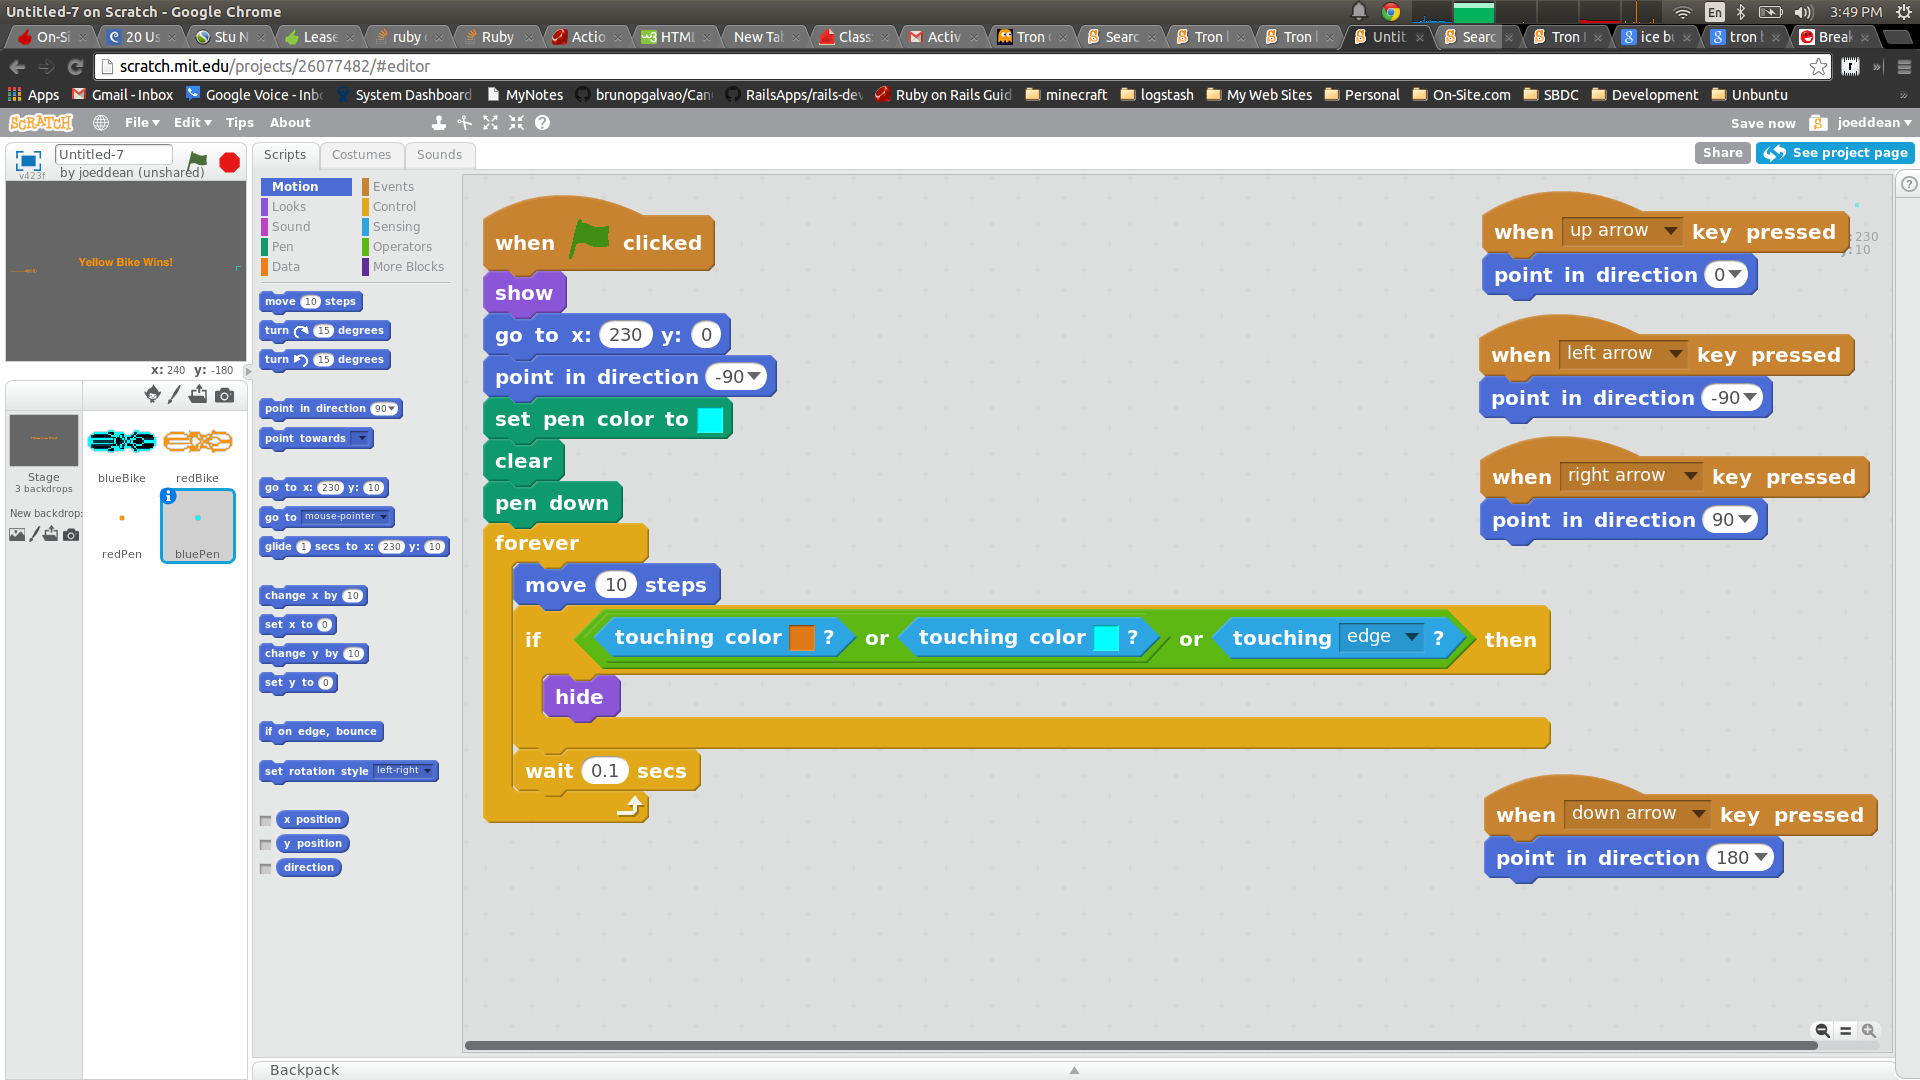 Untitled-7 on Scratch - Google Chrome
En
3:49 PM
On-Si
20 Us
Stu N
Lease
ruby
Ruby
Actio
HTML
New Tab
Class
Activ
Tron
Searc
Tron
Tron
Untit
Searc
Tron
ice b
tron
Break
scratch.mit.edu/projects/26077482/#editor
Apps
Gmail - Inbox
Google Voice - Inb
System Dashboard
MyNotes
brunopgalvao/Can
RailsApps/rails-dev
Ruby on Rails Guid
minecraft
logstash
My Web Sites
Personal
On-Site.com
SBDC
Development
Unbuntu
SCRATCH
File
Edit
Tips
About
Save now
joeddean
Untitled-7
by joeddean (unshared)
v423f
Scripts
Costumes
Sounds
Share
See project page
Yellow Bike Wins!
x: 240 y: -180
Stage
3 backdrops
New backdrop:
blueBike
redBike
redPen
bluePen
Motion
Looks
Sound
Pen
Data
Events
Control
Sensing
Operators
More Blocks
move 10 steps
turn 15 degrees
turn 15 degrees
point in direction 90
point towards
go to x: 230 y: 10
go to mouse-pointer
glide 1 secs to x: 230 y: 10
change x by 10
set x to 0
change y by 10
set y to 0
if on edge, bounce
set rotation style left-right
x position
y position
direction
when clicked
show
go to x: 230 y: 0
point in direction -90
set pen color to
clear
pen down
forever
move 10 steps
if touching color ? or touching color ? or touching edge ? then
hide
wait 0.1 secs
when up arrow key pressed
point in direction 0
: 230
y: 10
when left arrow key pressed
point in direction -90
when right arrow key pressed
point in direction 90
when down arrow key pressed
point in direction 180
Backpack